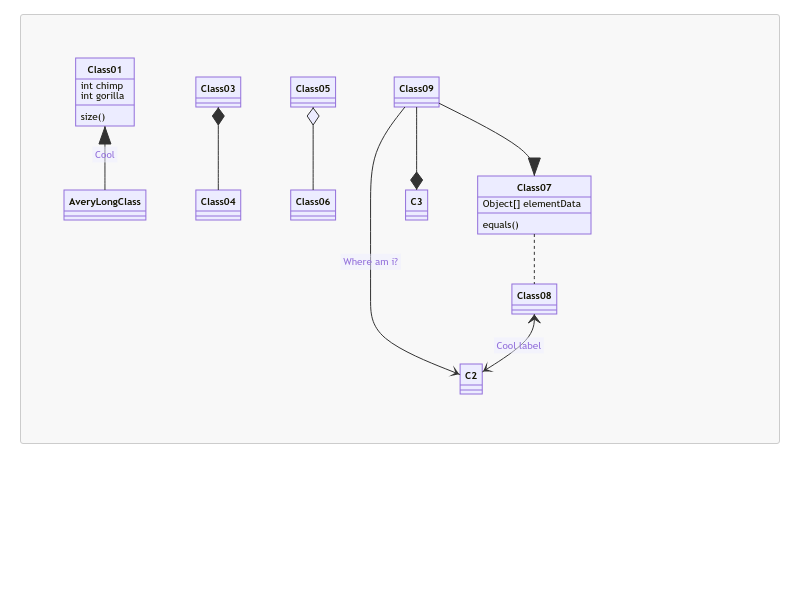 Class01
int chimp
int gorilla
size()
Cool
AveryLongClass
Class03
Class04
Class05
Class06
Class09
Where am i?
C3
Class07
Object[] elementData
equals()
Class08
Cool label
C2